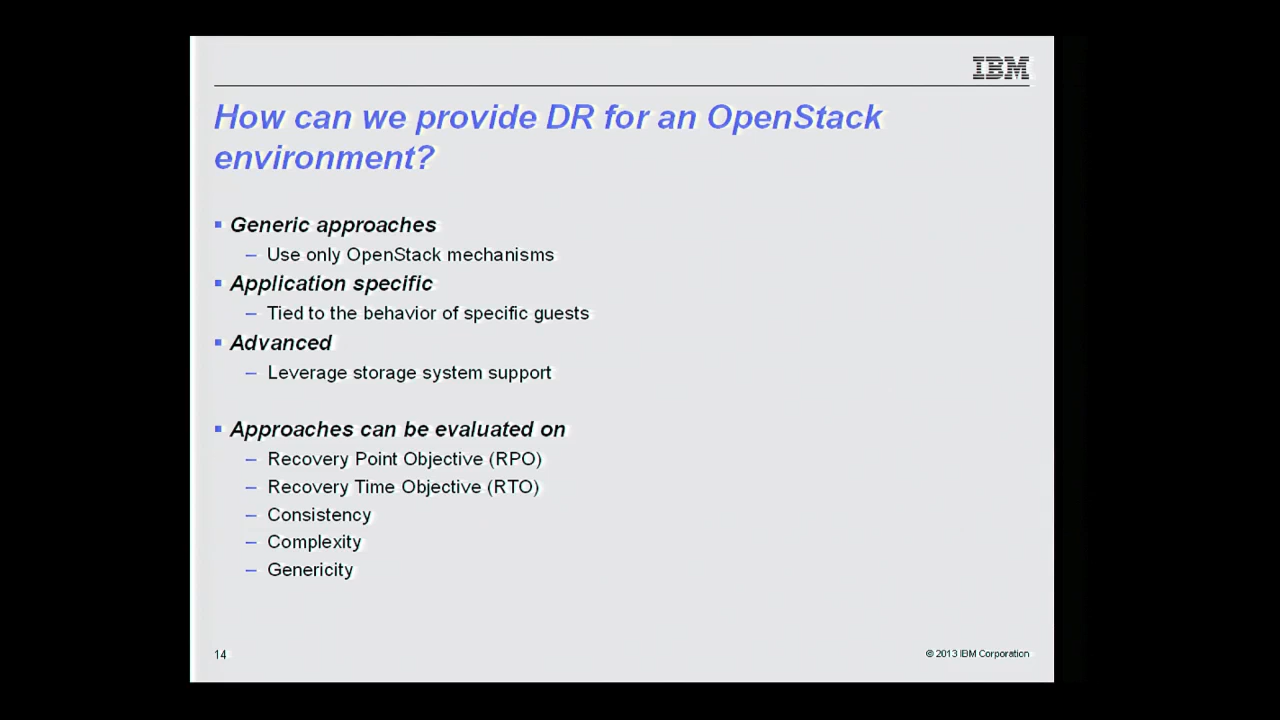 IBM
How can we provide DR for an OpenStack
environment?
▪ Generic approaches
– Use only OpenStack mechanisms
▪ Application specific
– Tied to the behavior of specific guests
▪ Advanced
– Leverage storage system support
▪ Approaches can be evaluated on
– Recovery Point Objective (RPO)
– Recovery Time Objective (RTO)
– Consistency
– Complexity
– Genericity
14
© 2013 IBM Corporation